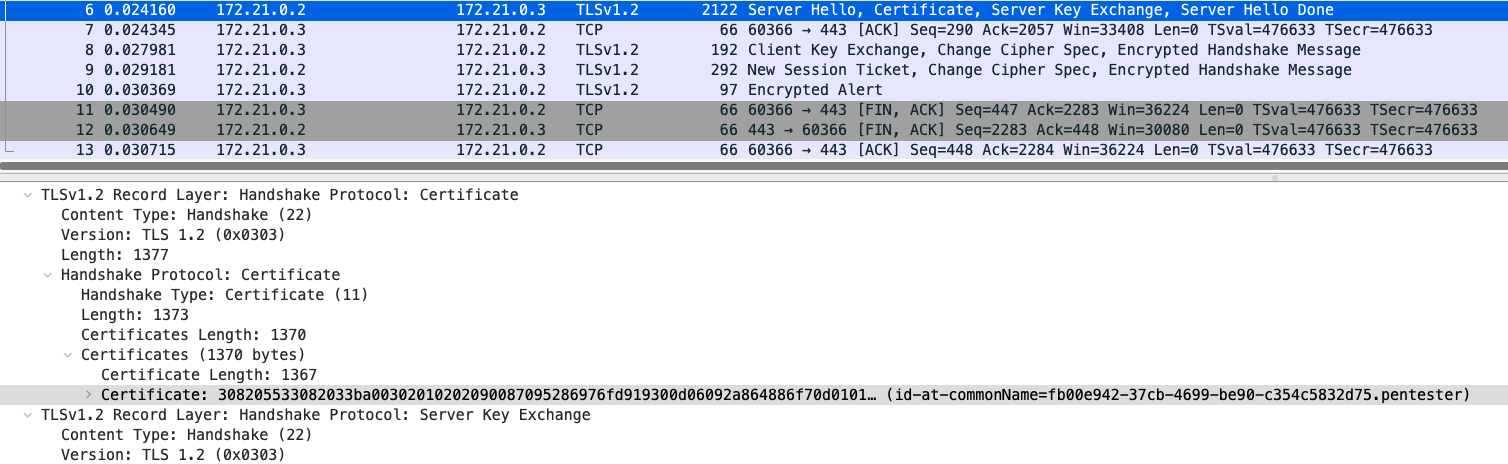 6 0.024160 172.21.0.2 172.21.0.3 TLSv1.2 2122 Server Hello, Certificate, Server Key Exchange, Server Hello Done
7 0.024345 172.21.0.3 172.21.0.2 TCP 66 60366 → 443 [ACK] Seq=290 Ack=2057 Win=33408 Len=0 TSval=476633 TSecr=476633
8 0.027981 172.21.0.3 172.21.0.2 TLSv1.2 192 Client Key Exchange, Change Cipher Spec, Encrypted Handshake Message
9 0.029181 172.21.0.2 172.21.0.3 TLSv1.2 292 New Session Ticket, Change Cipher Spec, Encrypted Handshake Message
10 0.030369 172.21.0.3 172.21.0.2 TLSv1.2 97 Encrypted Alert
11 0.030490 172.21.0.3 172.21.0.2 TCP 66 60366 → 443 [FIN, ACK] Seq=447 Ack=2283 Win=36224 Len=0 TSval=476633 TSecr=476633
12 0.030649 172.21.0.2 172.21.0.3 TCP 66 443 → 60366 [FIN, ACK] Seq=2283 Ack=448 Win=30080 Len=0 TSval=476633 TSecr=476633
13 0.030715 172.21.0.3 172.21.0.2 TCP 66 60366 → 443 [ACK] Seq=448 Ack=2284 Win=36224 Len=0 TSval=476633 TSecr=476633
TLSv1.2 Record Layer: Handshake Protocol: Certificate
Content Type: Handshake (22)
Version: TLS 1.2 (0x0303)
Length: 1377
Handshake Protocol: Certificate
Handshake Type: Certificate (11)
Length: 1373
Certificates Length: 1370
Certificates (1370 bytes)
Certificate Length: 1367
Certificate: 308205533082033ba00302010202090087095286976fd919300d06092a864886f70d0101… (id-at-commonName=fb00e942-37cb-4699-be90-c354c5832d75.pentester)
TLSv1.2 Record Layer: Handshake Protocol: Server Key Exchange
Content Type: Handshake (22)
Version: TLS 1.2 (0x0303)